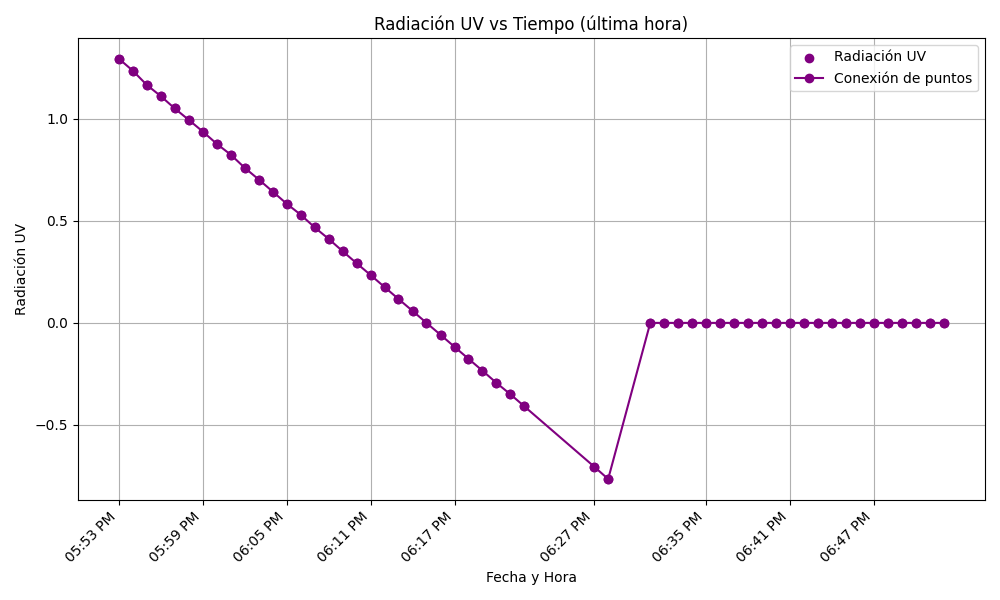 Radiación UV vs Tiempo (última hora)
Radiación UV
Conexión de puntos
Radiación UV
1.0
0.5
0.0
−0.5
05:53 PM
05:59 PM
06:05 PM
06:11 PM
06:17 PM
06:27 PM
06:35 PM
06:41 PM
06:47 PM
Fecha y Hora